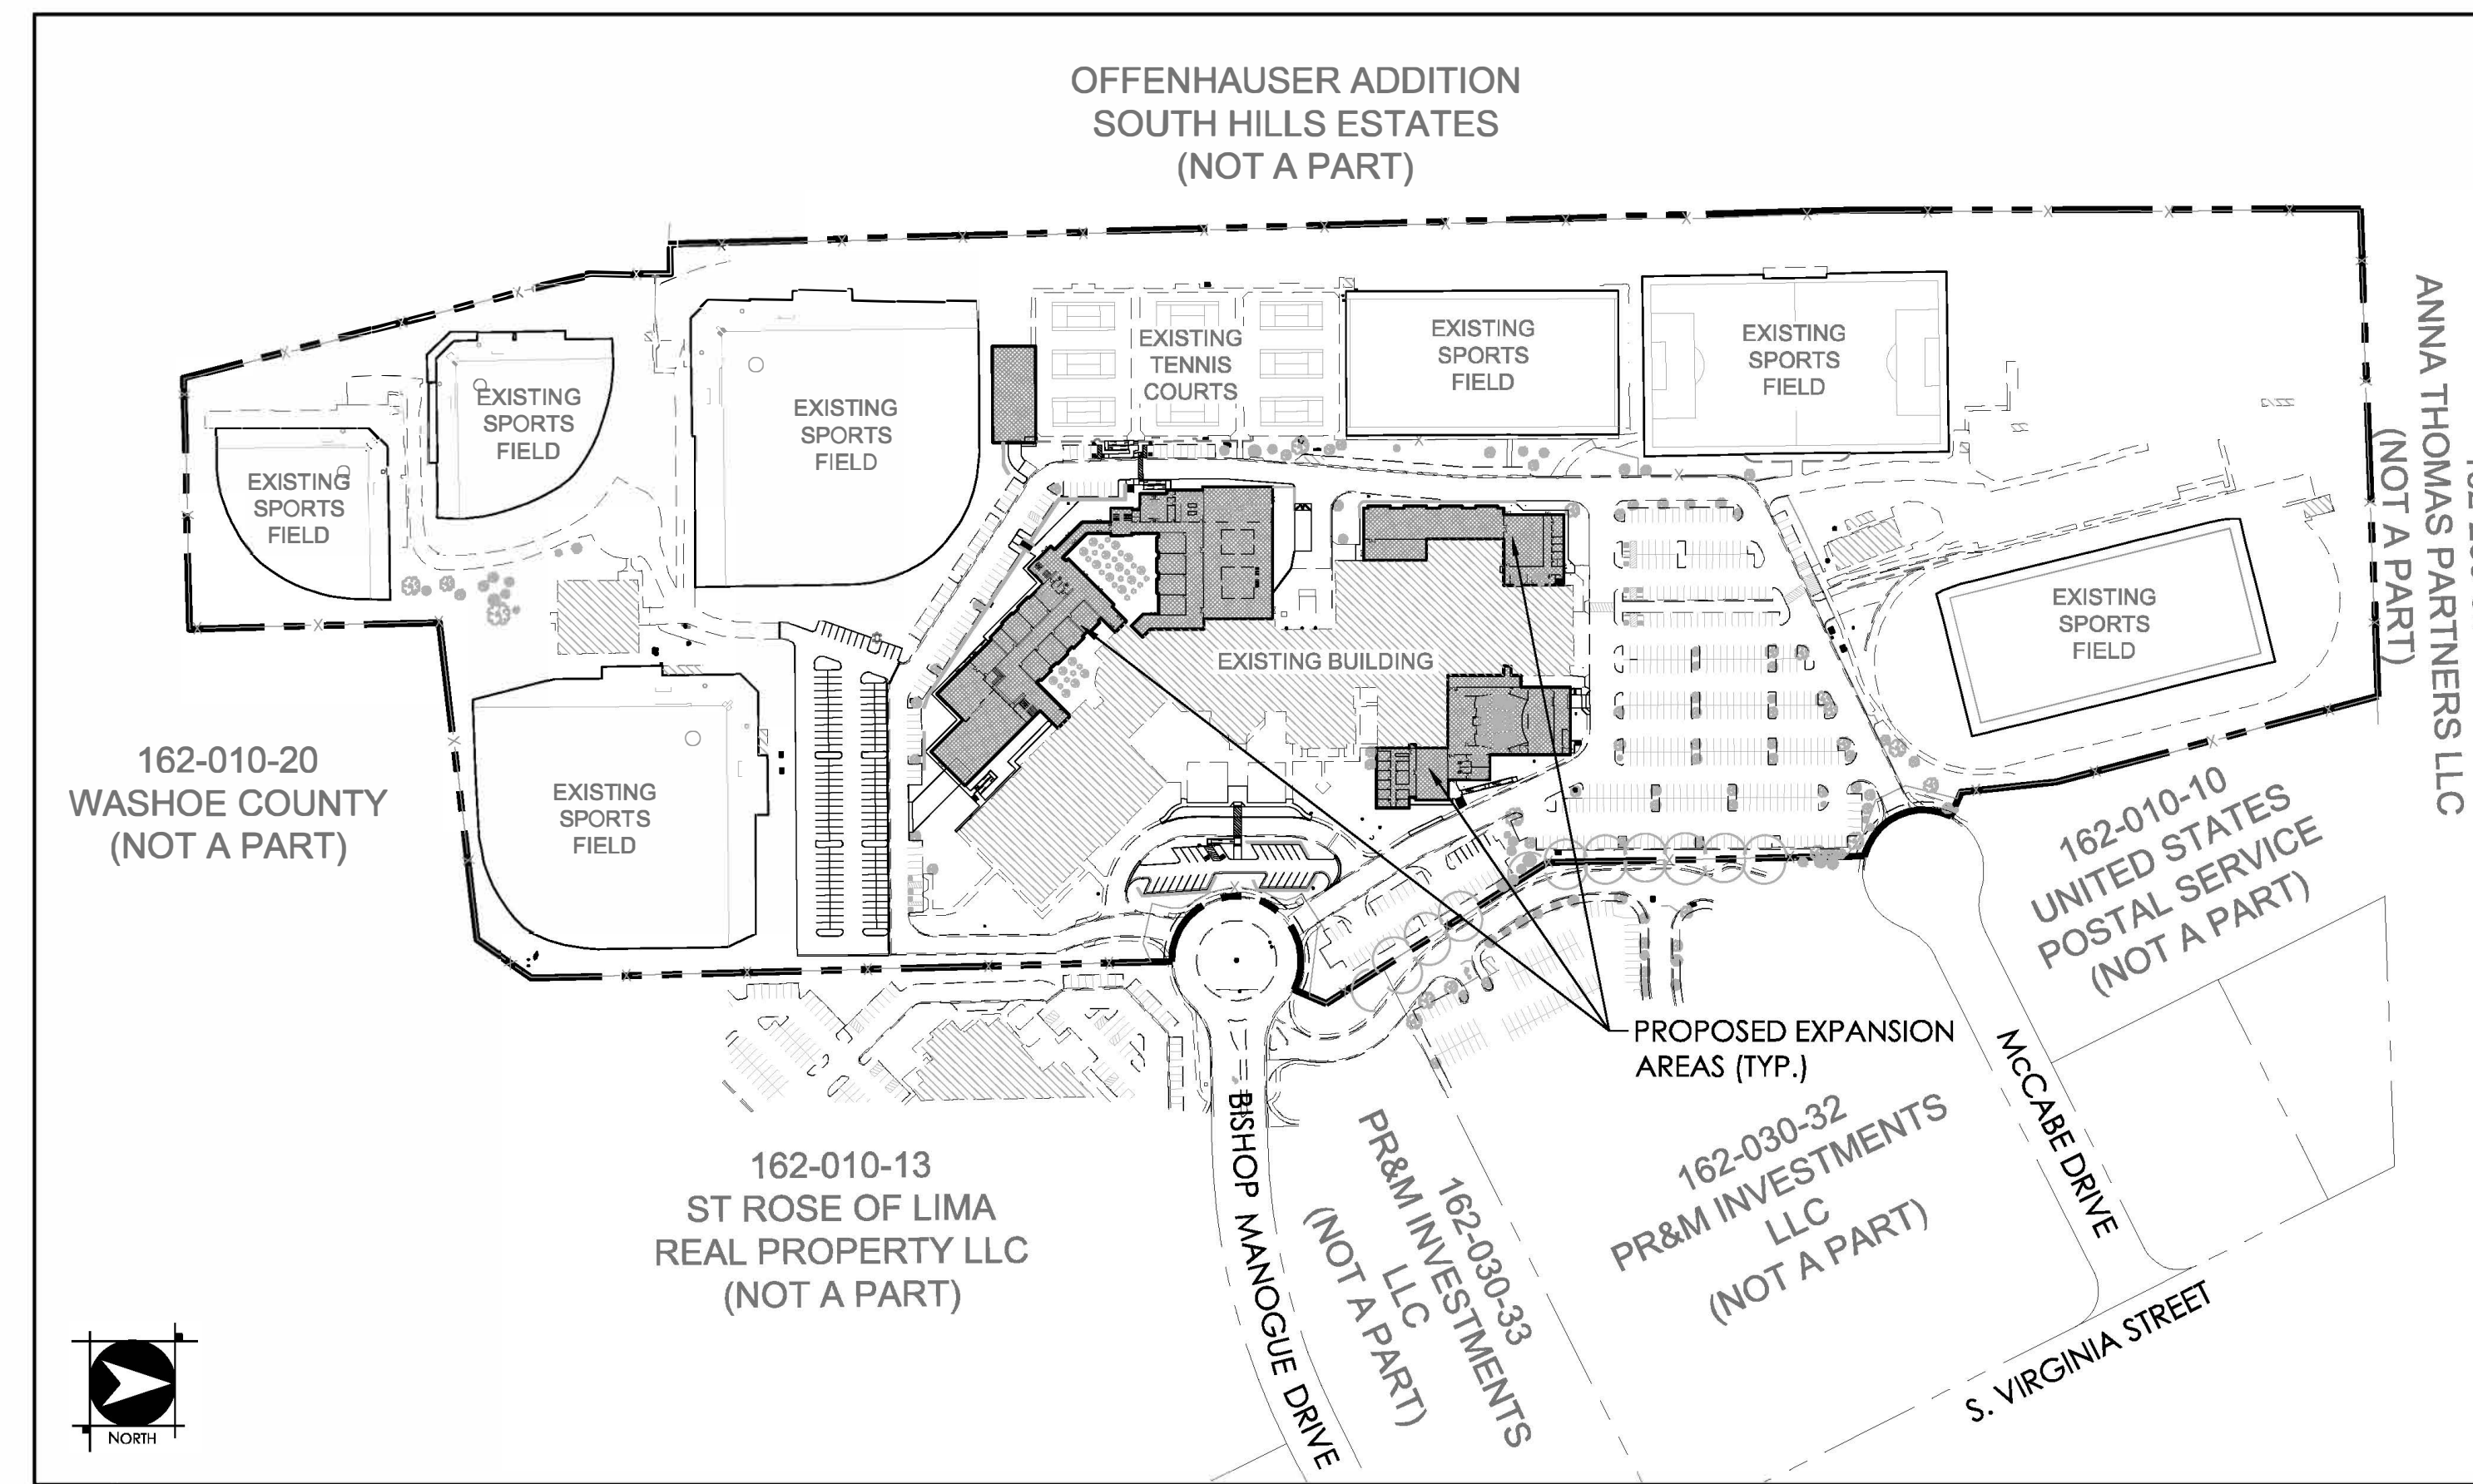 OFFENHAUSER ADDITION
SOUTH HILLS ESTATES
(NOT A PART)
ANNA THOMAS PARTNERS LLC
(NOT A PART)
EXISTING
SPORTS
FIELD
EXISTING
SPORTS
FIELD
EXISTING
SPORTS
FIELD
EXISTING
TENNIS
COURTS
EXISTING
SPORTS
FIELD
EXISTING
SPORTS
FIELD
EXISTING
SPORTS
FIELD
EXISTING BUILDING
EXISTING
SPORTS
FIELD
162-010-20
WASHOE COUNTY
(NOT A PART)
162-010-10
UNITED STATES
POSTAL SERVICE
(NOT A PART)
PROPOSED EXPANSION
AREAS (TYP.)
162-010-13
ST ROSE OF LIMA
REAL PROPERTY LLC
(NOT A PART)
BISHOP MANOGUE DRIVE
162-030-33
PR&M INVESTMENTS
LLC
(NOT A PART)
162-030-32
PR&M INVESTMENTS
LLC
(NOT A PART)
McCABE DRIVE
S. VIRGINIA STREET
NORTH